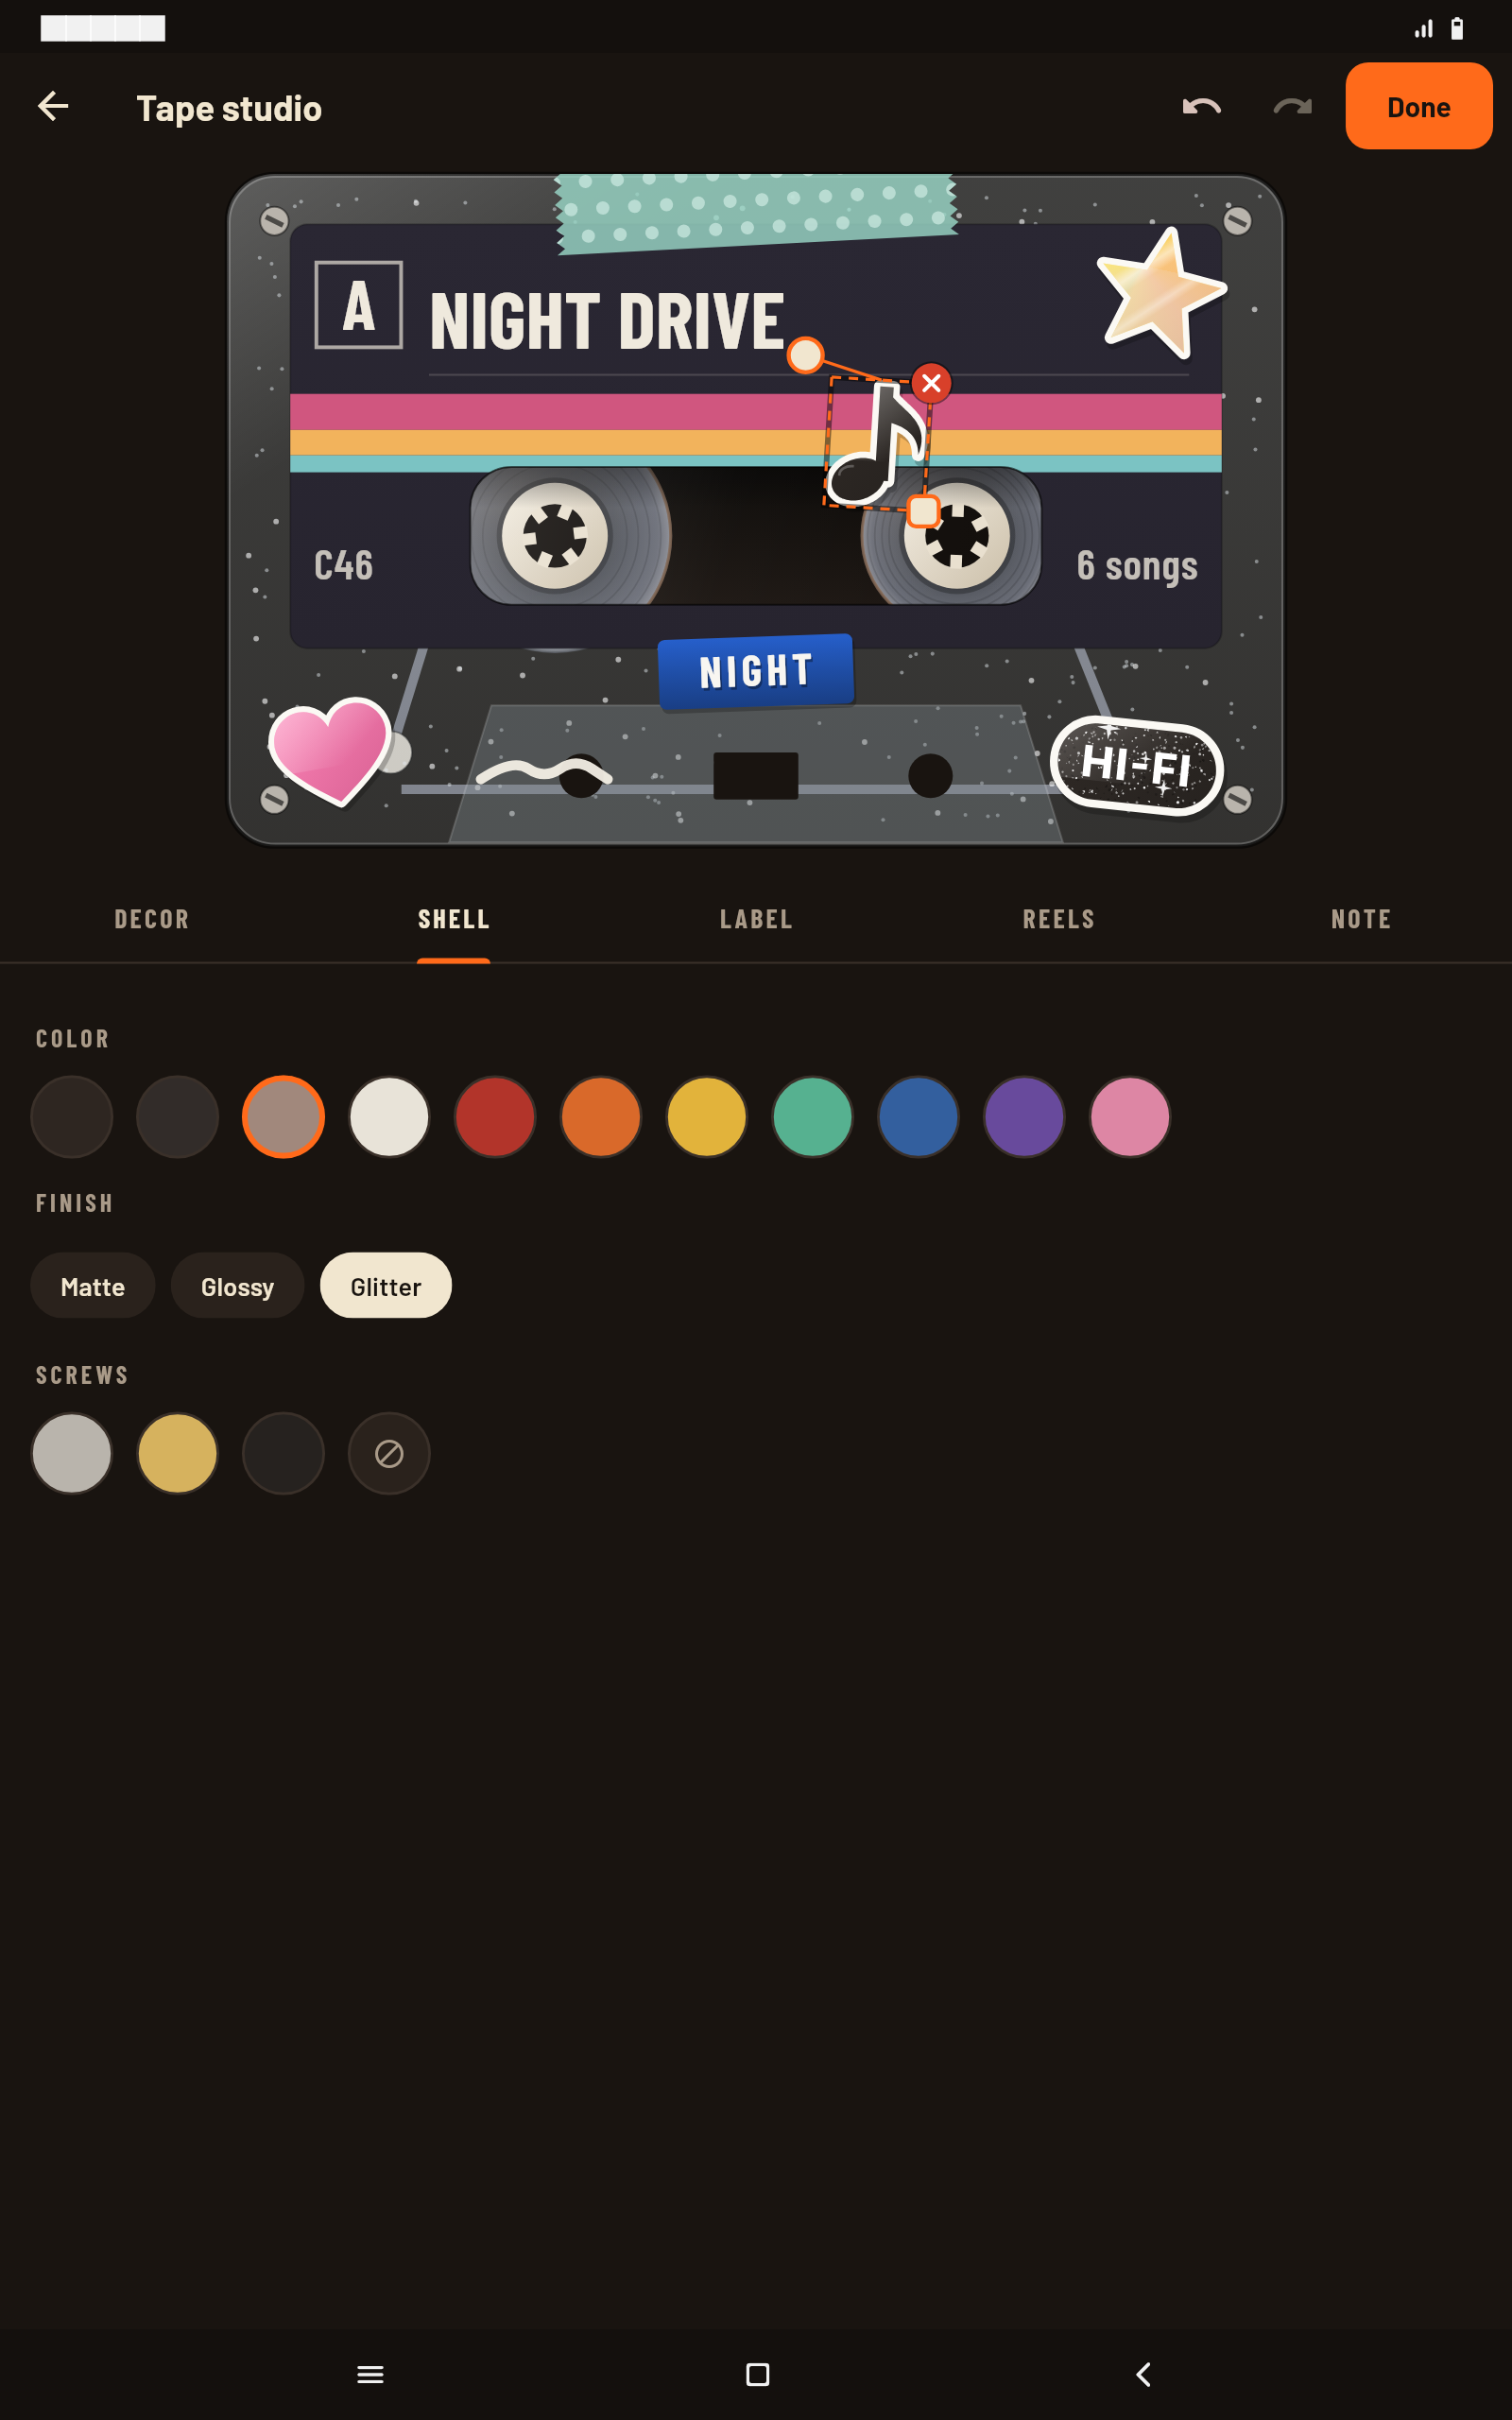 Tape studio
Done
A
NIGHT DRIVE
C46
6 songs
NIGHT
HI-FI
DECOR
SHELL
LABEL
REELS
NOTE
COLOR
FINISH
Matte
Glossy
Glitter
SCREWS